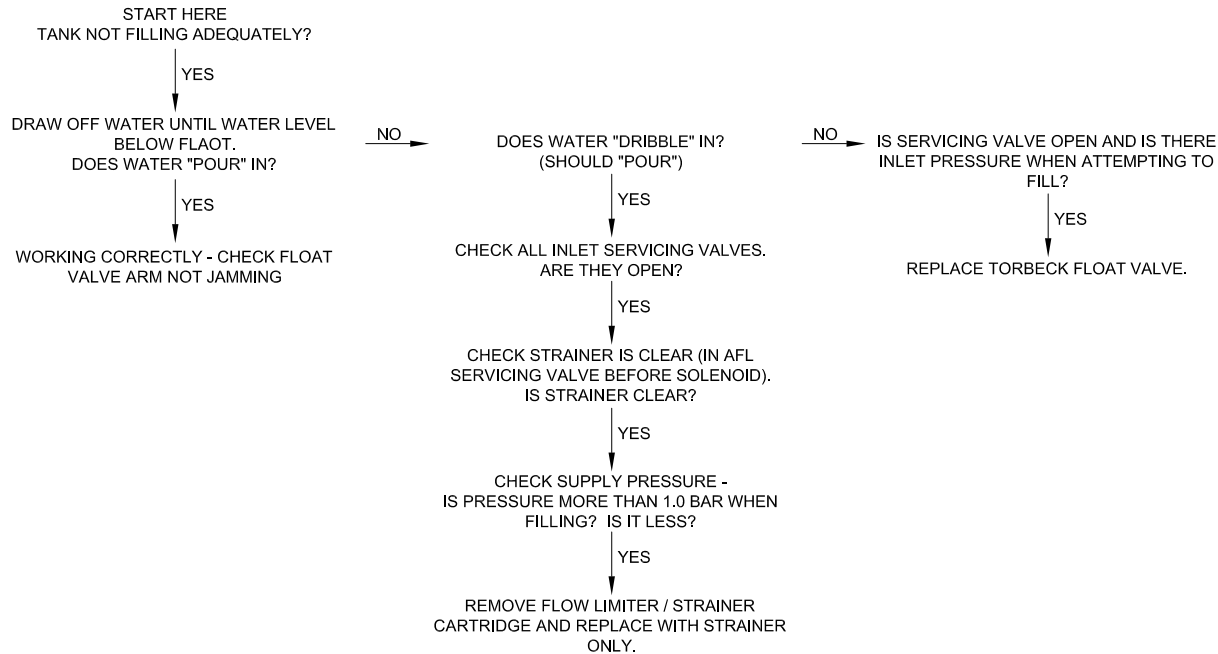 START HERE
TANK NOT FILLING ADEQUATELY?
YES
DRAW OFF WATER UNTIL WATER LEVEL
BELOW FLAOT.
DOES WATER "POUR" IN?
YES
WORKING CORRECTLY - CHECK FLOAT
VALVE ARM NOT JAMMING
NO
DOES WATER "DRIBBLE" IN?
(SHOULD "POUR")
YES
CHECK ALL INLET SERVICING VALVES.
ARE THEY OPEN?
YES
CHECK STRAINER IS CLEAR (IN AFL
SERVICING VALVE BEFORE SOLENOID).
IS STRAINER CLEAR?
YES
CHECK SUPPLY PRESSURE -
IS PRESSURE MORE THAN 1.0 BAR WHEN
FILLING? IS IT LESS?
YES
REMOVE FLOW LIMITER / STRAINER
CARTRIDGE AND REPLACE WITH STRAINER
ONLY.
NO
IS SERVICING VALVE OPEN AND IS THERE
INLET PRESSURE WHEN ATTEMPTING TO
FILL?
YES
REPLACE TORBECK FLOAT VALVE.